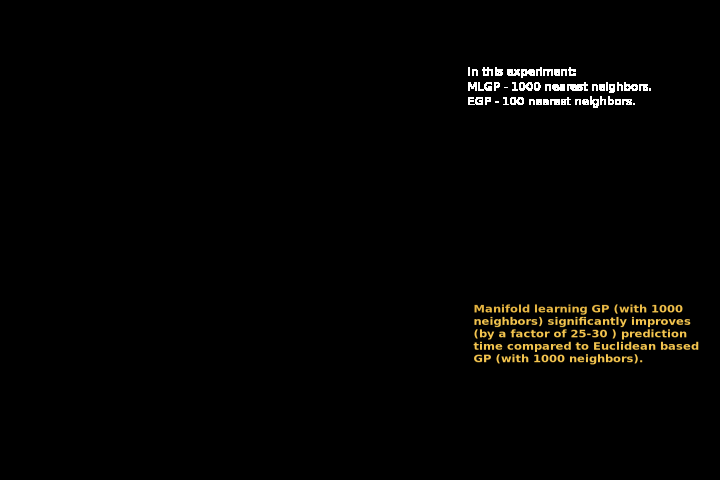 In this experiment:
MLGP - 1000 nearest neighbors.
EGP - 100 nearest neighbors.
Manifold learning GP (with 1000
neighbors) significantly improves
(by a factor of 25-30 ) prediction
time compared to Euclidean based
GP (with 1000 neighbors).